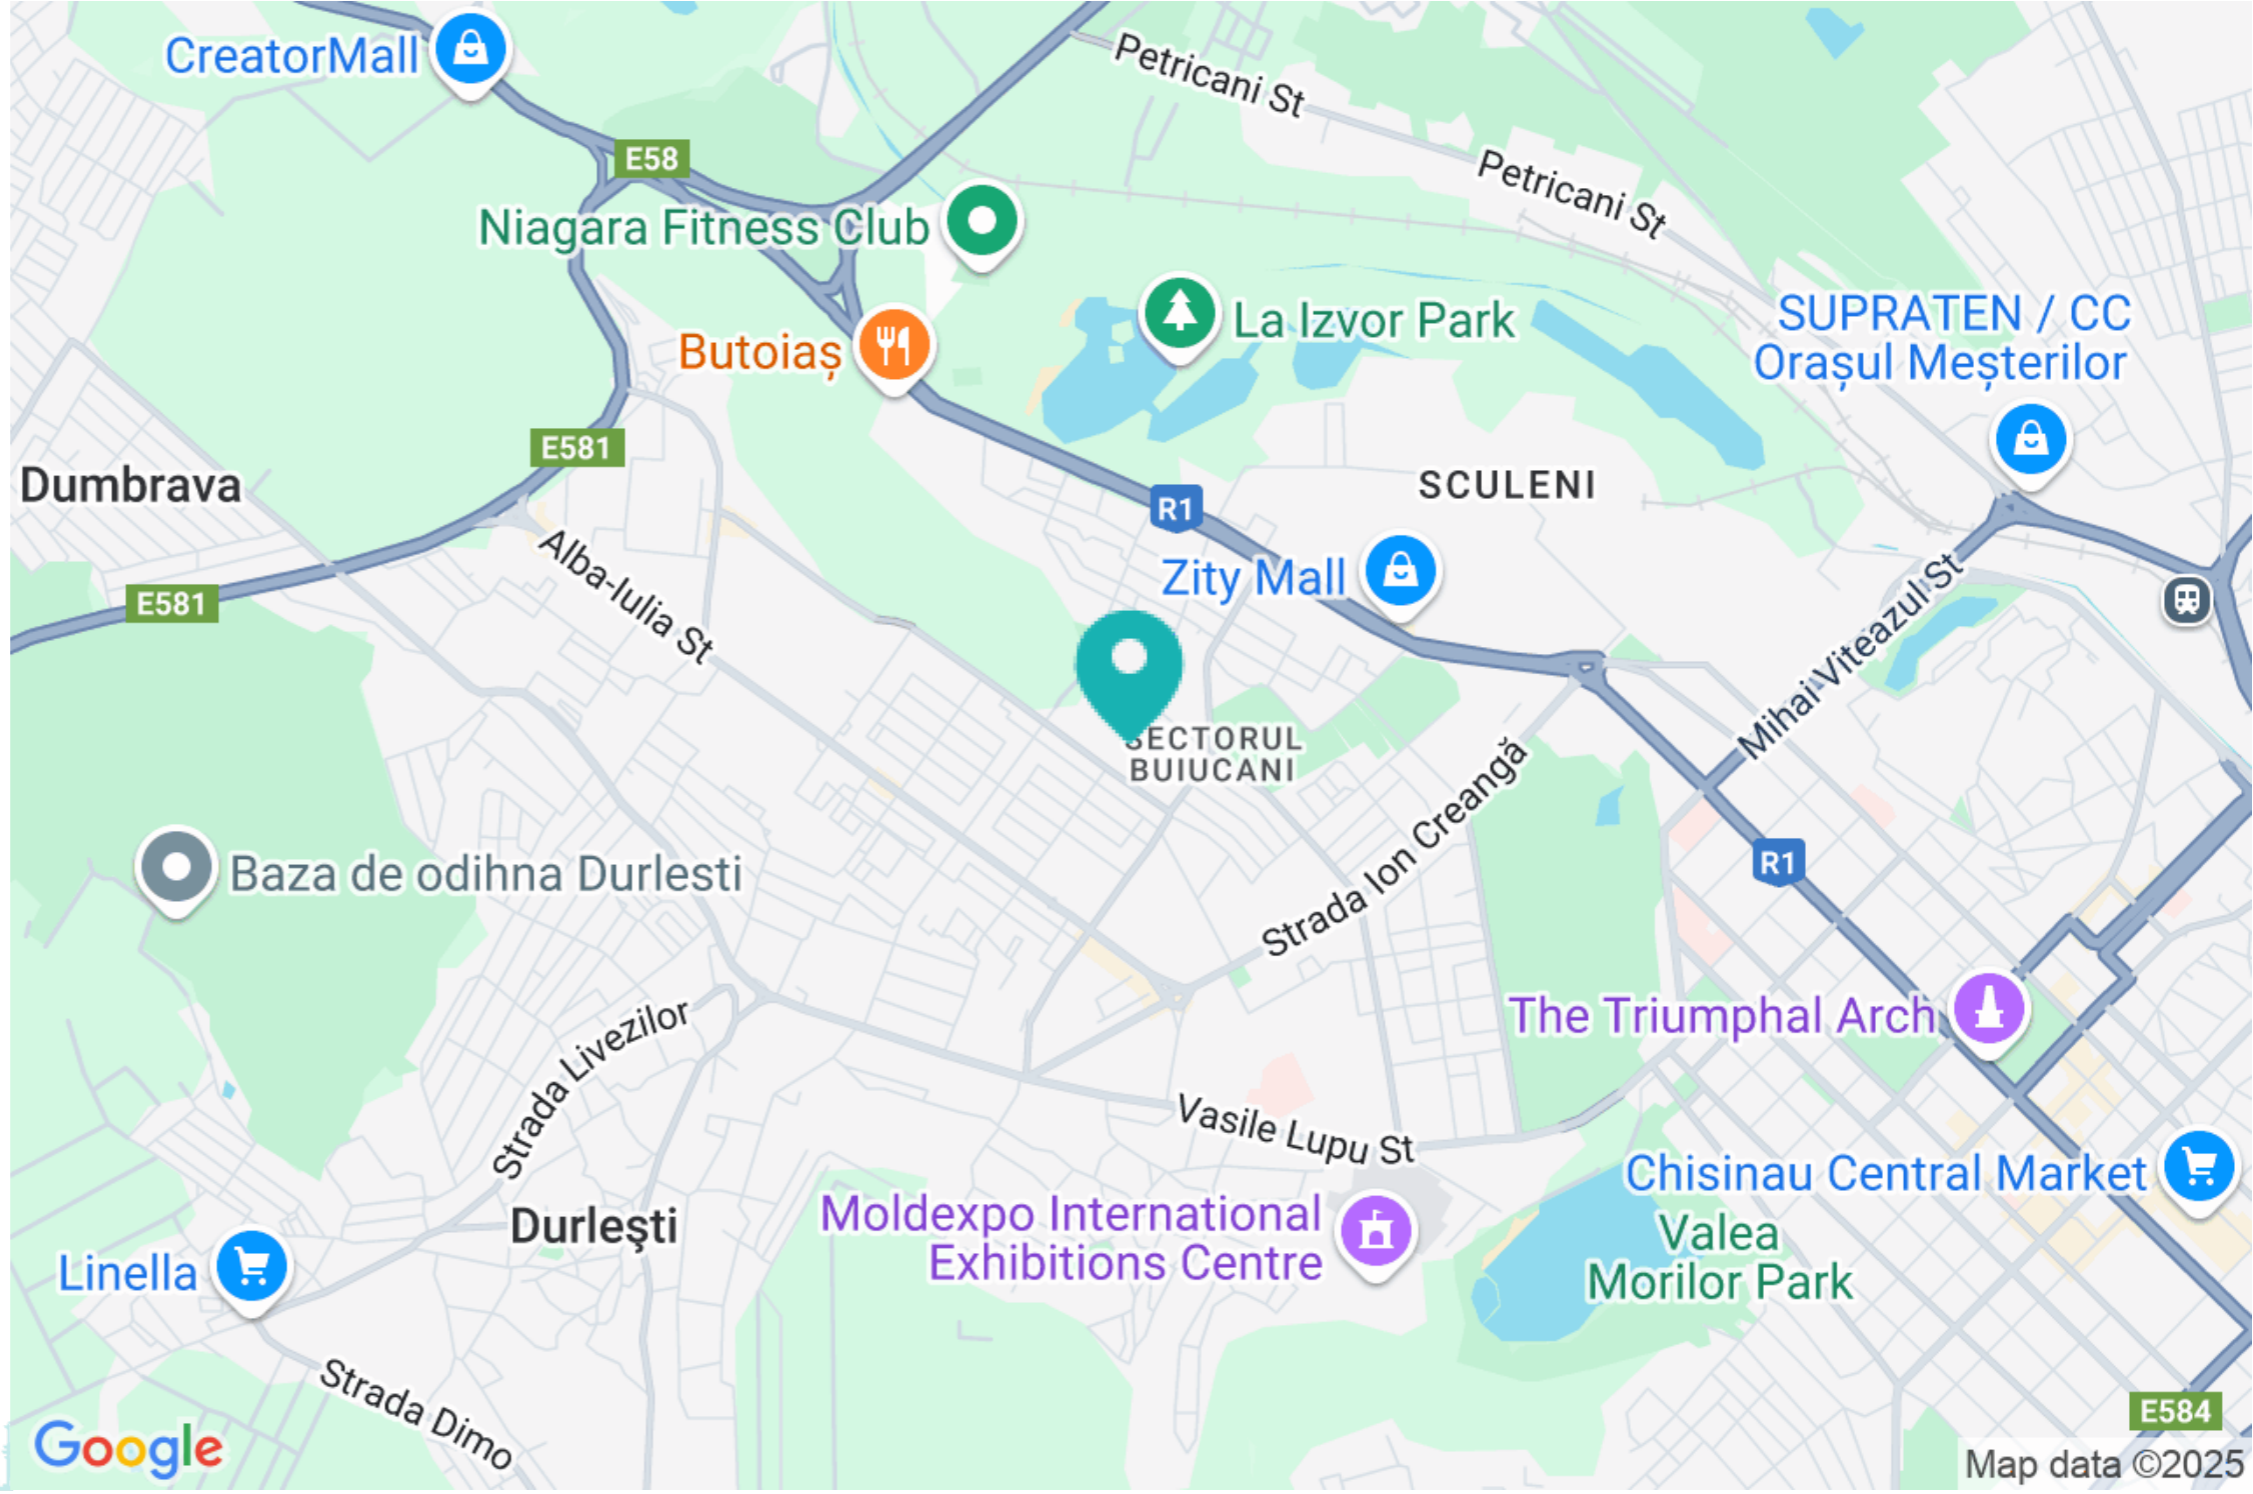 CreatorMall
Petricani St
E58
Petricani St
Niagara Fitness Club
La Izvor Park
SUPRATEN / CC
Orașul Meșterilor
Butoiaș
E581
Dumbrava
SCULENI
R1
Alba-Iulia St
Zity Mall
E581
Mihai Viteazul St
SECTORUL
BUIUCANI
Strada Ion Creangă
R1
Baza de odihna Durlesti
The Triumphal Arch
Strada Livezilor
Vasile Lupu St
Chisinau Central Market
Durleşti
Moldexpo International
Exhibitions Centre
Valea
Morilor Park
Linella
Strada Dimo
E584
Google
Map data ©2025